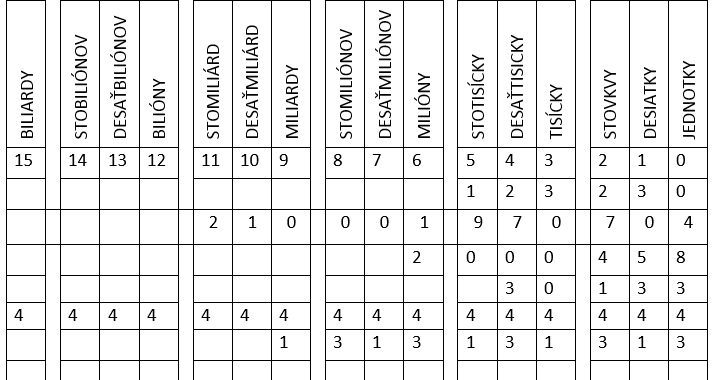 BILIARDY STOBILIÓNOV DESAŤBILIÓNOV BILIÓNY STOMILIÁRD DESAŤMILIÁRD MILIARDY STOMILIÓNOV DESAŤMILIÓNOV MILIÓNY STOTISÍCKY DESAŤTISICKY TISÍCKY STOVKVY DESIATKY JEDNOTKY
15 14 13 12 11 10 9 8 7 6 5 4 3 2 1 0
1 2 3 2 3 0
2 1 0 0 0 1 9 7 0 7 0 4
2 0 0 0 4 5 8
3 0 1 3 3
4 4 4 4 4 4 4 4 4 4 4 4 4 4 4 4
1 3 1 3 1 3 1 3 1 3